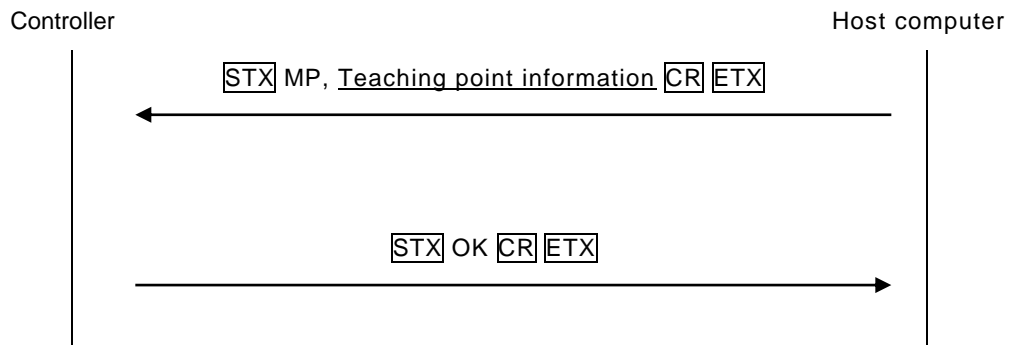 Controller Host computer
STX MP, Teaching point information CR ETX
STX OK CR ETX